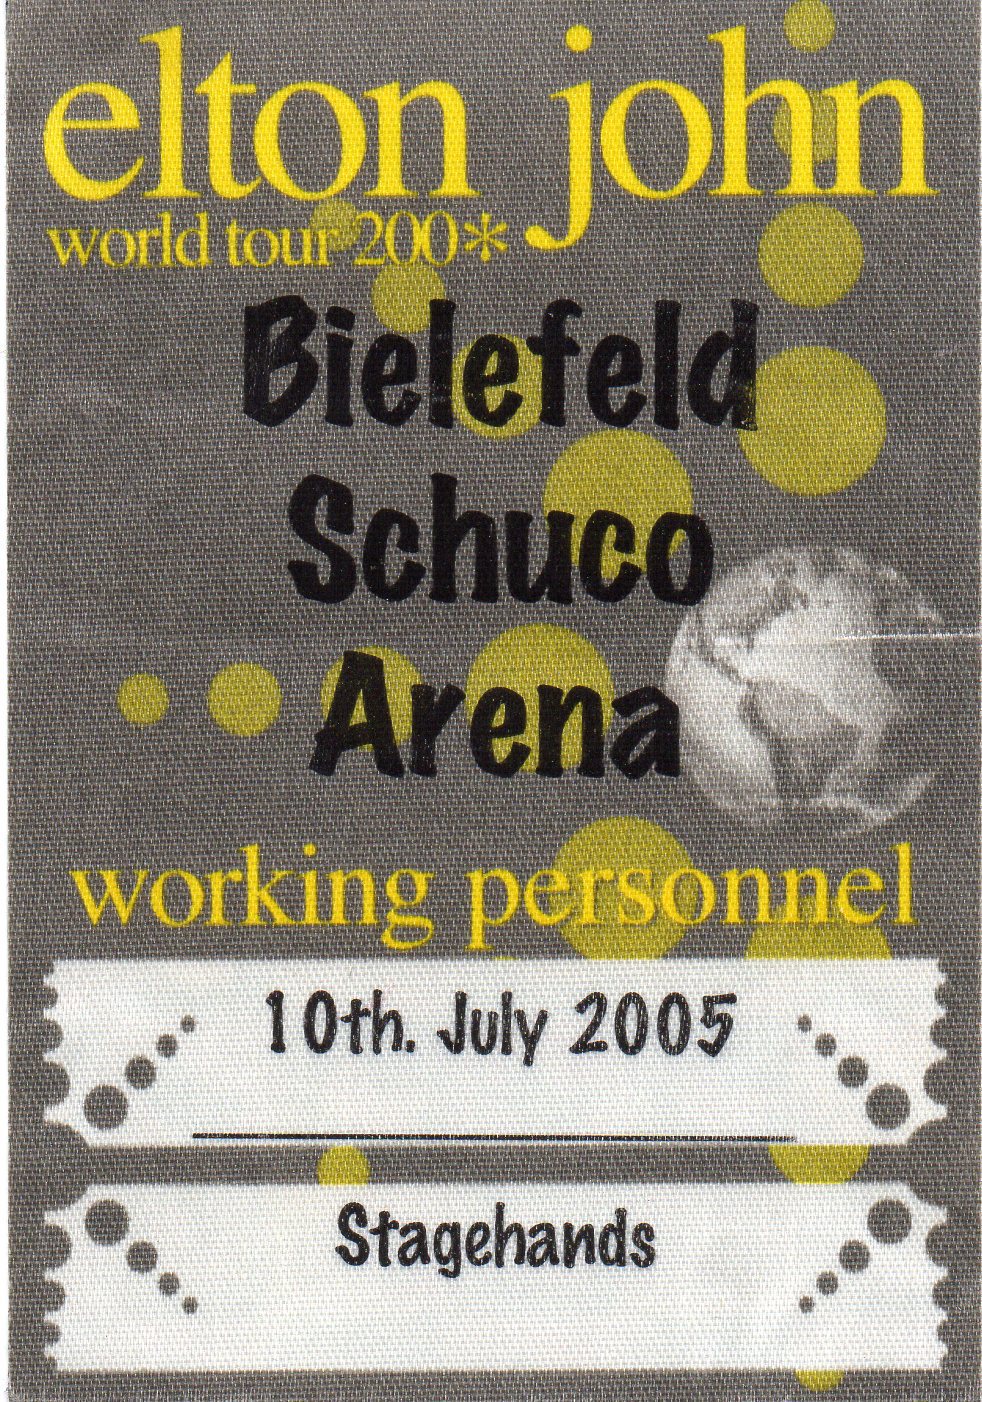 elton john
world tour 200*
Bielefeld
Schuco
Arena
working personnel
10th. July 2005
Stagehands